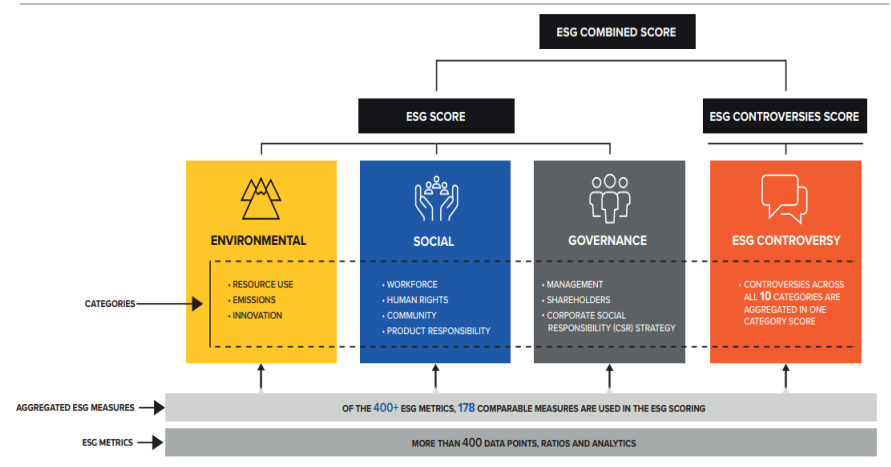 ESG COMBINED SCORE
ESG SCORE
ESG CONTROVERSIES SCORE
ENVIRONMENTAL
SOCIAL
GOVERNANCE
ESG CONTROVERSY
CATEGORIES
• RESOURCE USE
• EMISSIONS
• INNOVATION
• WORKFORCE
• HUMAN RIGHTS
• COMMUNITY
• PRODUCT RESPONSIBILITY
• MANAGEMENT
• SHAREHOLDERS
• CORPORATE SOCIAL
RESPONSIBILITY (CSR) STRATEGY
• CONTROVERSIES ACROSS
ALL 10 CATEGORIES ARE
AGGREGATED IN ONE
CATEGORY SCORE
AGGREGATED ESG MEASURES
OF THE 400+ ESG METRICS, 178 COMPARABLE MEASURES ARE USED IN THE ESG SCORING
ESG METRICS
MORE THAN 400 DATA POINTS, RATIOS AND ANALYTICS